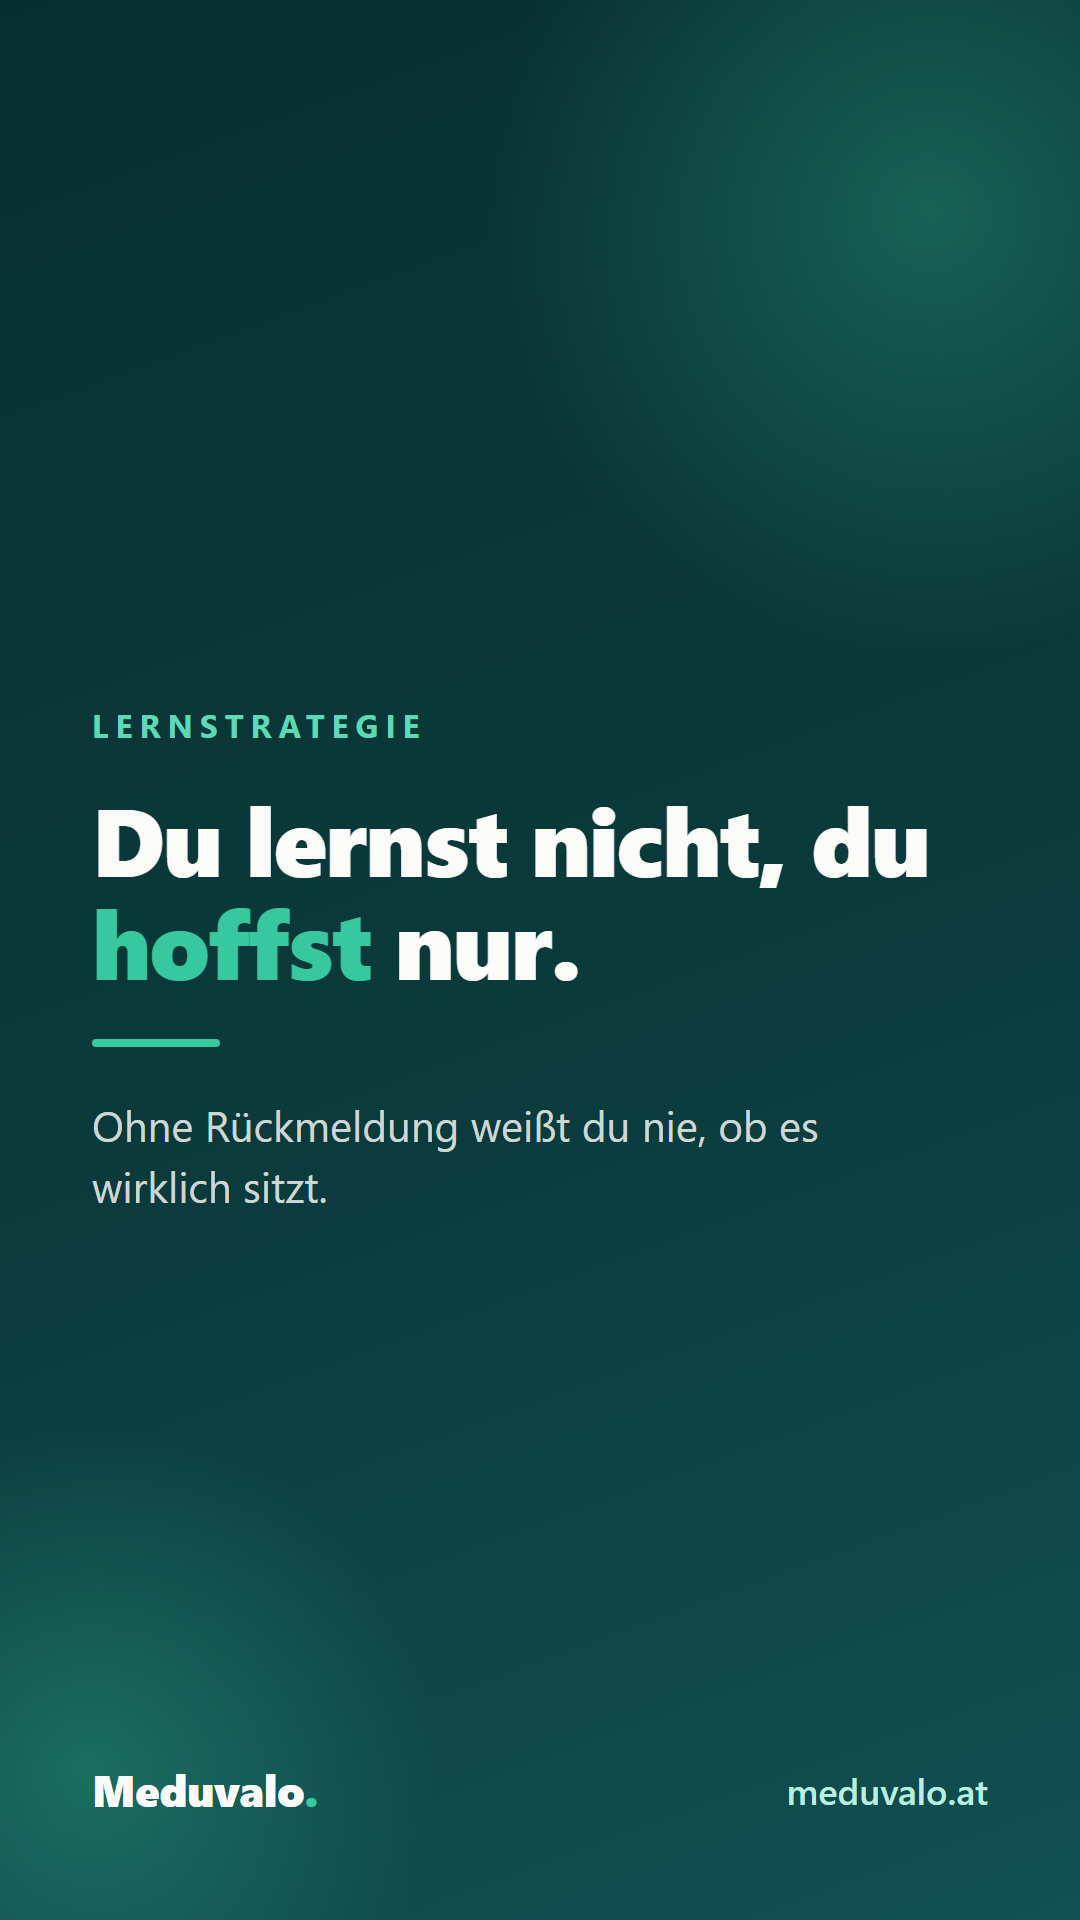 LERNSTRATEGIE
Du lernst nicht, du
hoffst nur.
Ohne Rückmeldung weißt du nie, ob es
wirklich sitzt.
Meduvalo.
meduvalo.at